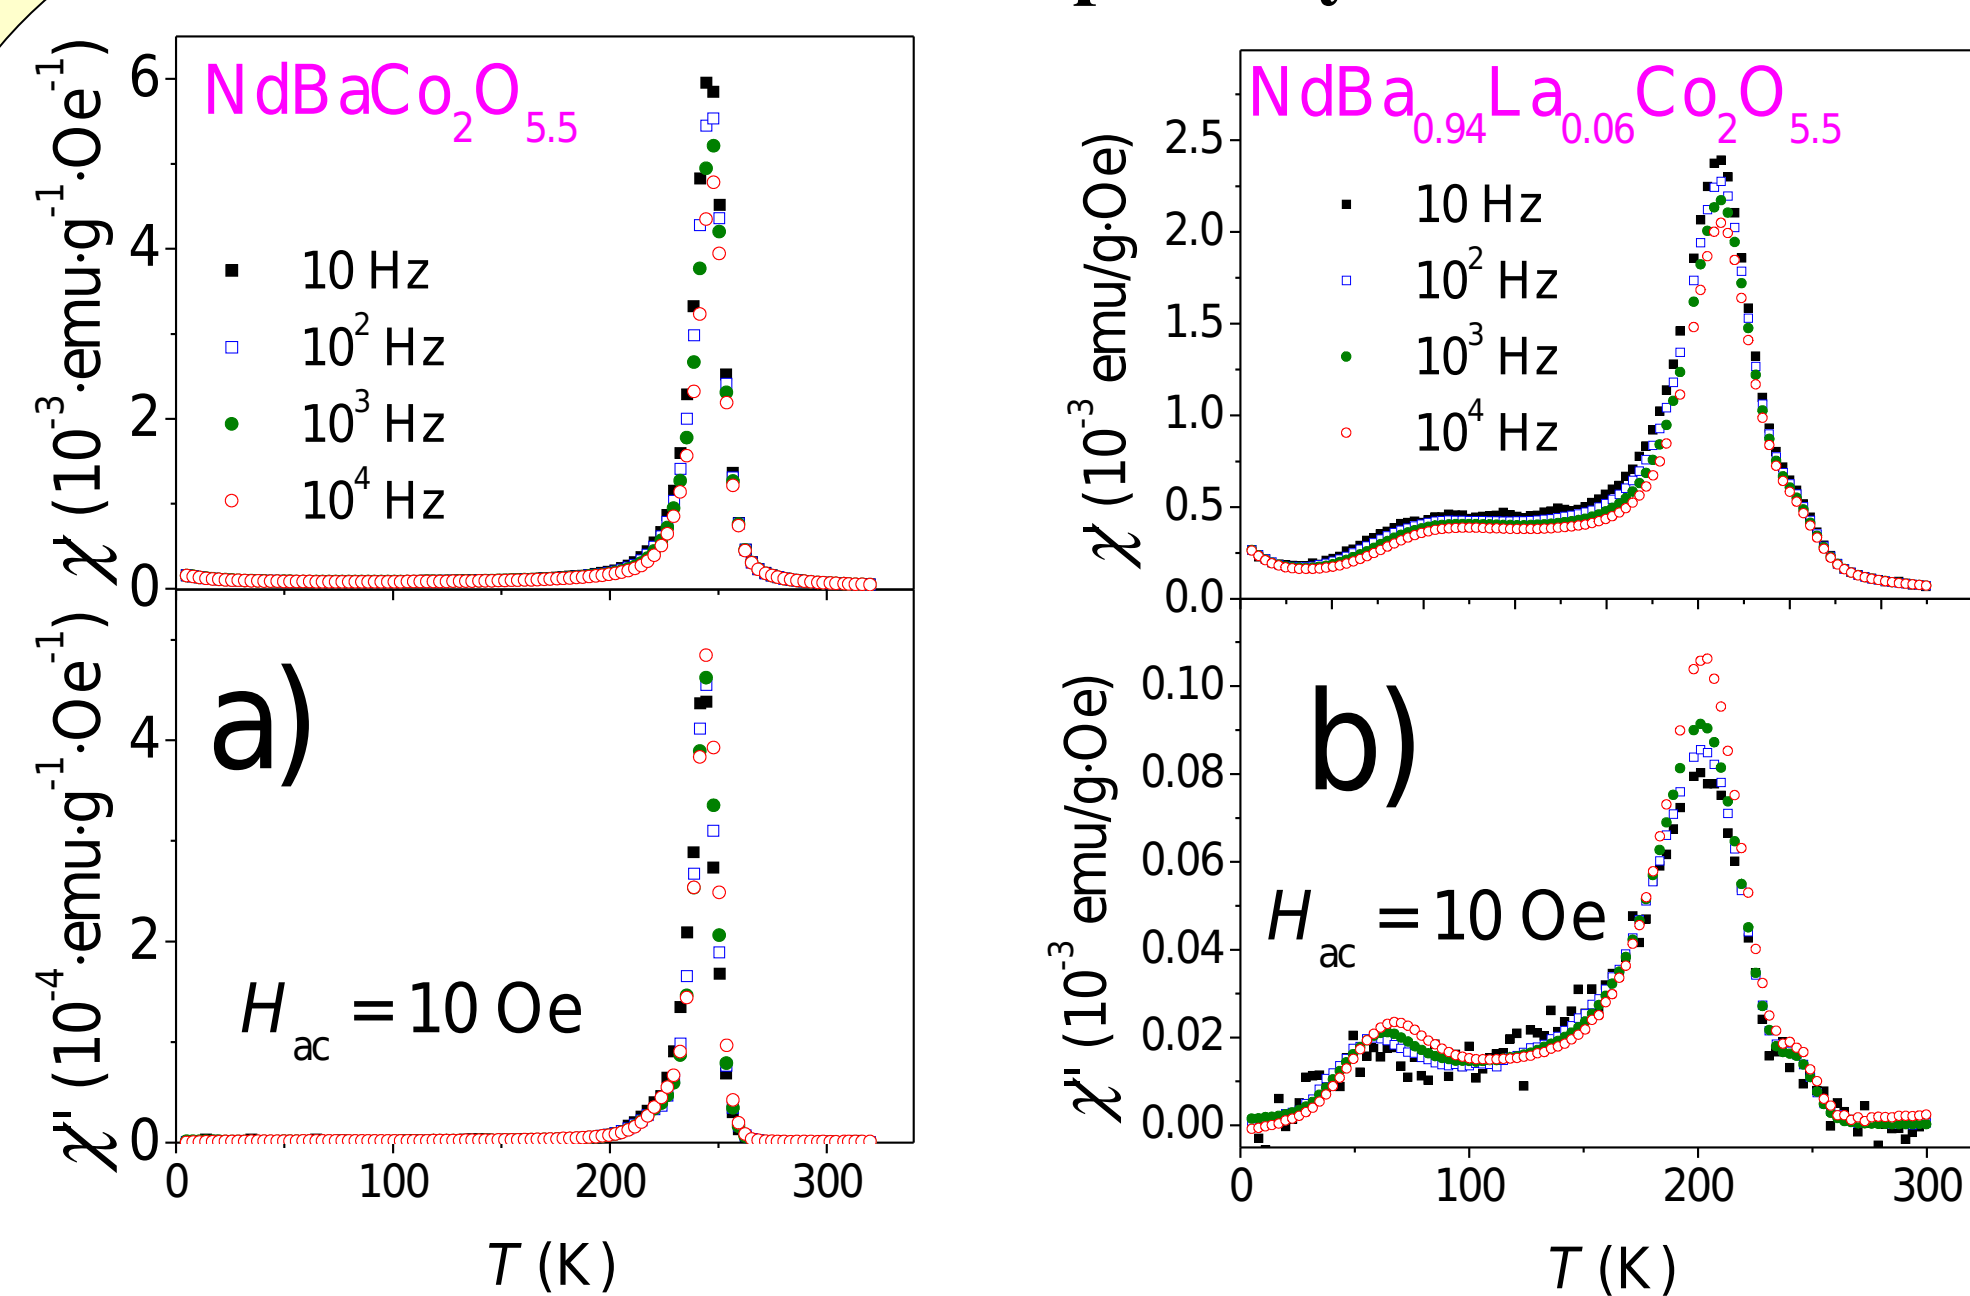 NdBaCo2O5.5
χ' (10-3·emu·g-1·Oe-1)
6
4
2
0
10 Hz
10² Hz
10³ Hz
10⁴ Hz
a)
χ'' (10-4·emu·g-1·Oe-1)
4
2
0
Hac = 10 Oe
0 100 200 300
T (K)
NdBa0.94La0.06Co2O5.5
χ' (10-3 emu/g·Oe)
2.5
2.0
1.5
1.0
0.5
0.0
10 Hz
10² Hz
10³ Hz
10⁴ Hz
b)
χ'' (10-3 emu/g·Oe)
0.10
0.08
0.06
0.04
0.02
0.00
Hac = 10 Oe
0 100 200 300
T (K)